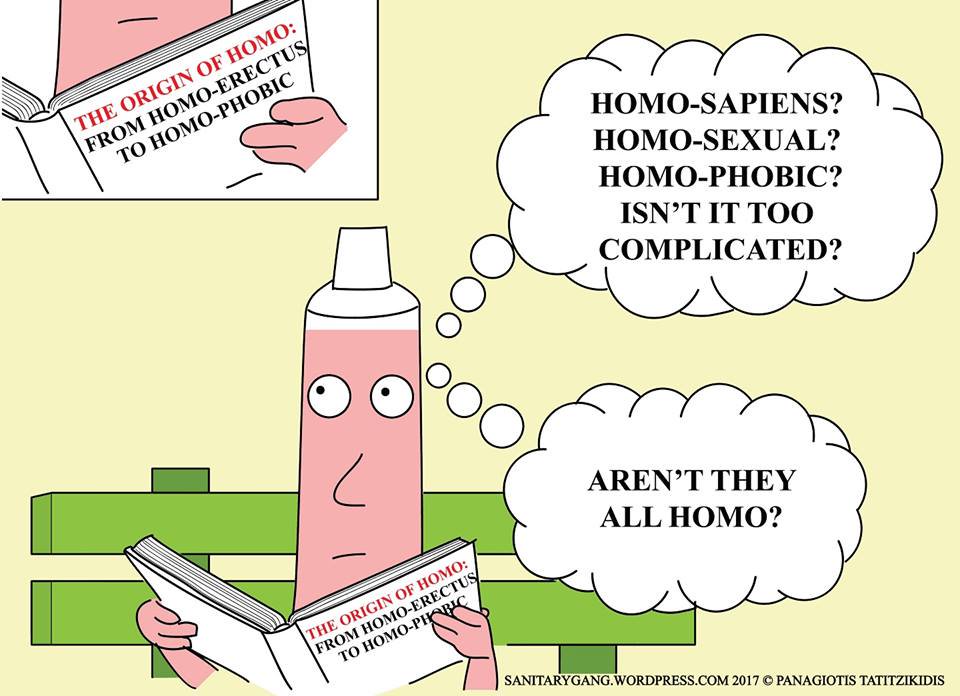 THE ORIGIN OF HOMO:
FROM HOMO-ERECTUS
TO HOMO-PHOBIC
HOMO-SAPIENS?
HOMO-SEXUAL?
HOMO-PHOBIC?
ISN'T IT TOO
COMPLICATED?
AREN'T THEY
ALL HOMO?
THE ORIGIN OF HOMO:
FROM HOMO-ERECTUS
TO HOMO-PHOBIC
SANITARYGANG.WORDPRESS.COM 2017 © PANAGIOTIS TATITZIKIDIS